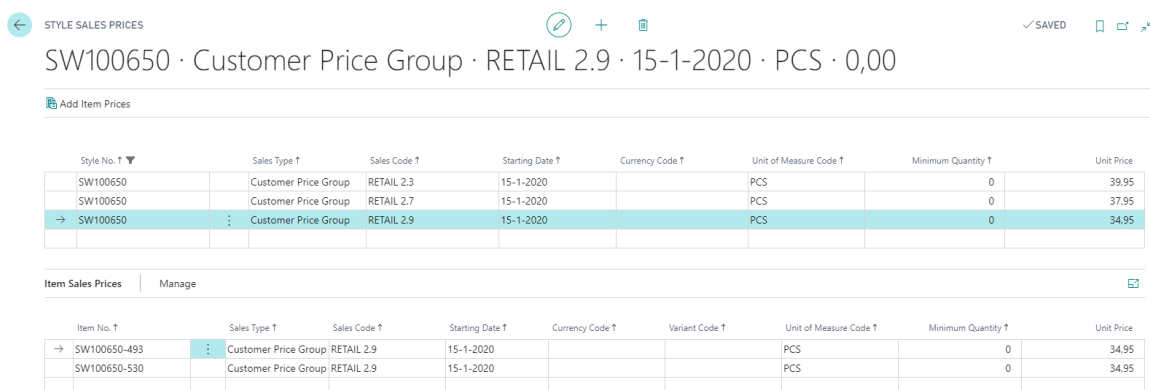 STYLE SALES PRICES SAVED
SW100650 · Customer Price Group · RETAIL 2.9 · 15-1-2020 · PCS · 0,00
Add Item Prices
Style No. ↑ Sales Type ↑ Sales Code ↑ Starting Date ↑ Currency Code ↑ Unit of Measure Code ↑ Minimum Quantity ↑ Unit Price
SW100650 Customer Price Group RETAIL 2.3 15-1-2020 PCS 0 39,95
SW100650 Customer Price Group RETAIL 2.7 15-1-2020 PCS 0 37,95
SW100650 Customer Price Group RETAIL 2.9 15-1-2020 PCS 0 34,95
Item Sales Prices Manage
Item No. ↑ Sales Type ↑ Sales Code ↑ Starting Date ↑ Currency Code ↑ Variant Code ↑ Unit of Measure Code ↑ Minimum Quantity ↑ Unit Price
SW100650-493 Customer Price Group RETAIL 2.9 15-1-2020 PCS 0 34,95
SW100650-530 Customer Price Group RETAIL 2.9 15-1-2020 PCS 0 34,95